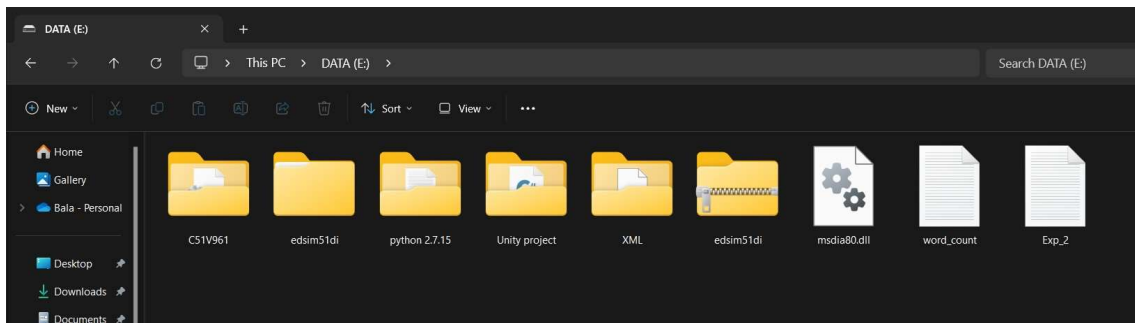 DATA (E:)
This PC > DATA (E:) >
Search DATA (E:)
New
Sort
View
Home
Gallery
Bala - Personal
Desktop
Downloads
Documents
C51V961
edsim51di
python 2.7.15
Unity project
XML
edsim51di
msdia80.dll
word_count
Exp_2